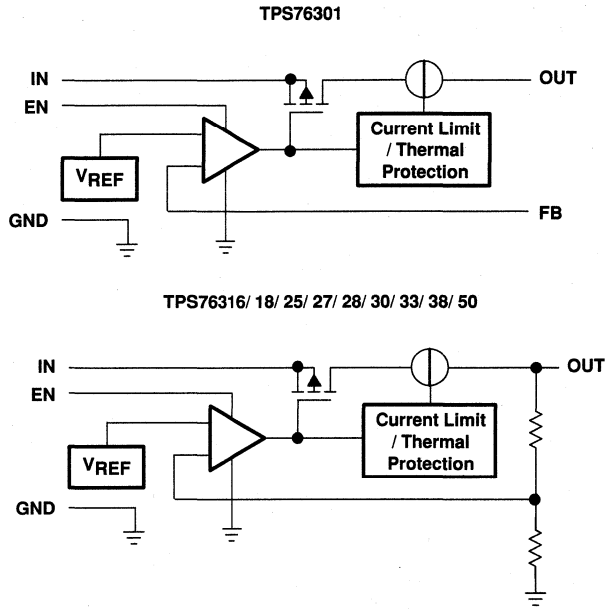 TPS76301
IN
OUT
EN
Current Limit
/ Thermal
Protection
VREF
GND
FB
TPS76316/ 18/ 25/ 27/ 28/ 30/ 33/ 38/ 50
IN
OUT
EN
Current Limit
/ Thermal
Protection
VREF
GND